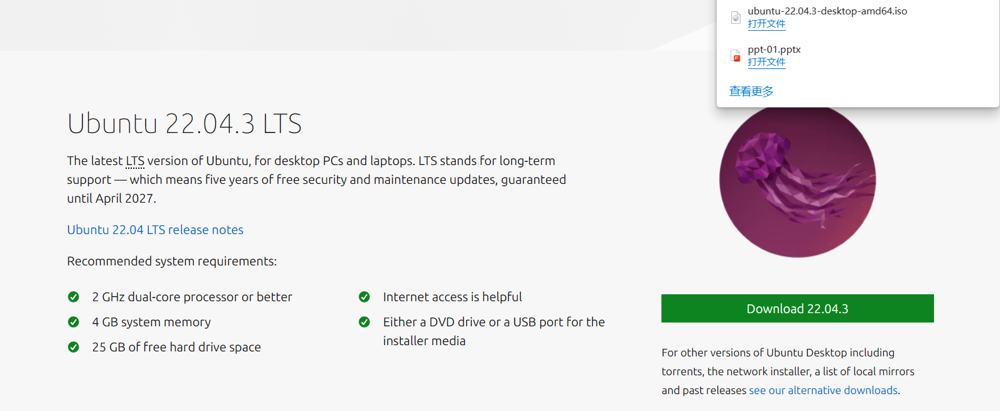 ubuntu-22.04.3-desktop-amd64.iso
打开文件
ppt-01.pptx
打开文件
查看更多
Ubuntu 22.04.3 LTS
The latest LTS version of Ubuntu, for desktop PCs and laptops. LTS stands for long-term
support — which means five years of free security and maintenance updates, guaranteed
until April 2027.
Ubuntu 22.04 LTS release notes
Recommended system requirements:
2 GHz dual-core processor or better
4 GB system memory
25 GB of free hard drive space
Internet access is helpful
Either a DVD drive or a USB port for the
installer media
Download 22.04.3
For other versions of Ubuntu Desktop including
torrents, the network installer, a list of local mirrors
and past releases see our alternative downloads.